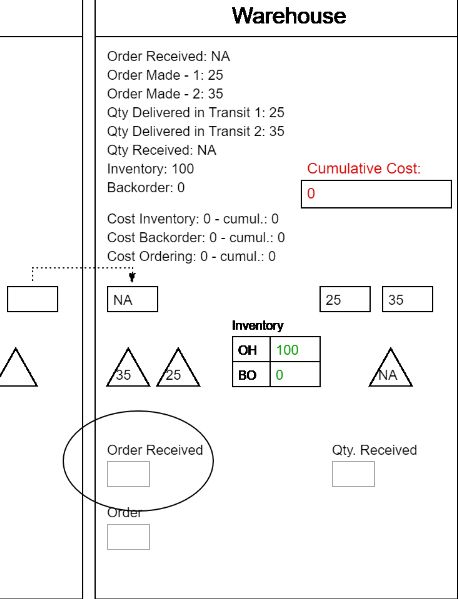 Warehouse
Order Received: NA
Order Made - 1: 25
Order Made - 2: 35
Qty Delivered in Transit 1: 25
Qty Delivered in Transit 2: 35
Qty Received: NA
Inventory: 100
Backorder: 0
Cumulative Cost:
0
Cost Inventory: 0 - cumul.: 0
Cost Backorder: 0 - cumul.: 0
Cost Ordering: 0 - cumul.: 0
NA 25 35
Inventory
OH 100
BO 0
35 25 NA
Order Received Qty. Received
Order